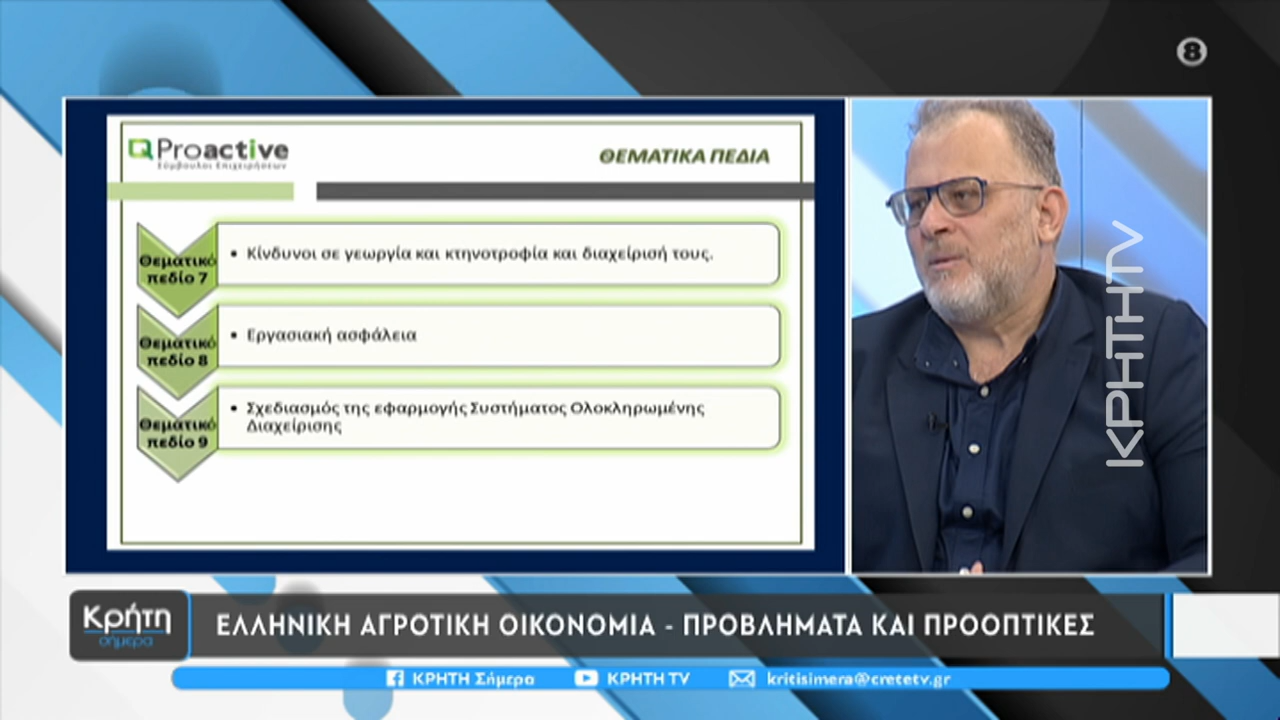 8
Proactive
Σύμβουλοι Επιχειρήσεων
ΘΕΜΑΤΙΚΑ ΠΕΔΙΑ
Θεματικό
πεδίο 7
• Κίνδυνοι σε γεωργία και κτηνοτροφία και διαχείρισή τους.
Θεματικό
πεδίο 8
• Εργασιακή ασφάλεια
Θεματικό
πεδίο 9
• Σχεδιασμός της εφαρμογής Συστήματος Ολοκληρωμένης
Διαχείρισης
ΚΡΗΤΗTV
Κρήτη
σήμερα
ΕΛΛΗΝΙΚΗ ΑΓΡΟΤΙΚΗ ΟΙΚΟΝΟΜΙΑ - ΠΡΟΒΛΗΜΑΤΑ ΚΑΙ ΠΡΟΟΠΤΙΚΕΣ
ΚΡΗΤΗ Σήμερα
ΚΡΗΤΗ TV
kritisimera@cretetv.gr